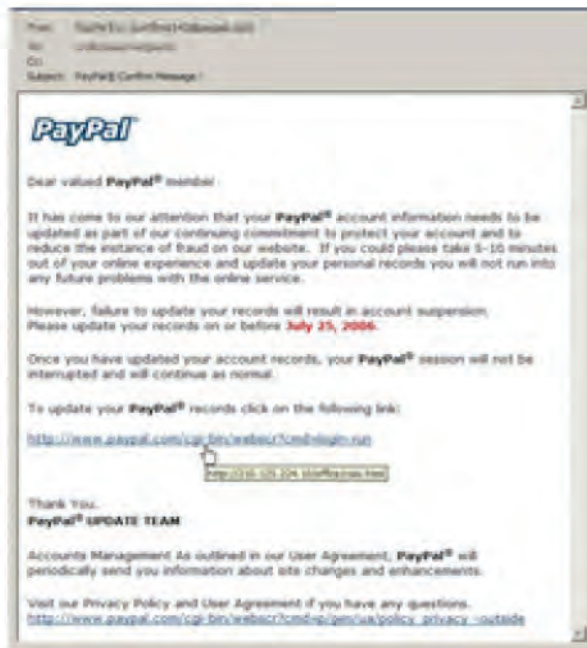 From:
To:
Cc:
Subject: PayPal® Confirm Message !
PayPal
Dear valued PayPal® member
It has come to our attention that your PayPal® account information needs to be
updated as part of our continuing commitment to protect your account and to
reduce the instance of fraud on our website. If you could please take 5-10 minutes
out of your online experience and update your personal records you will not run into
any future problems with the online service.
However, failure to update your records will result in account suspension.
Please update your records on or before July 25, 2006.
Once you have updated your account records, your PayPal® session will not be
interrupted and will continue as normal.
To update your PayPal® records click on the following link:
http://www.paypal.com/cgi-bin/webscr?cmd=login-run
Thank You.
PayPal® UPDATE TEAM
Accounts Management As outlined in our User Agreement, PayPal® will
periodically send you information about site changes and enhancements.
Visit our Privacy Policy and User Agreement if you have any questions.
http://www.paypal.com/cgi-bin/webscr?cmd=p/gen/ua/policy_privacy-outside